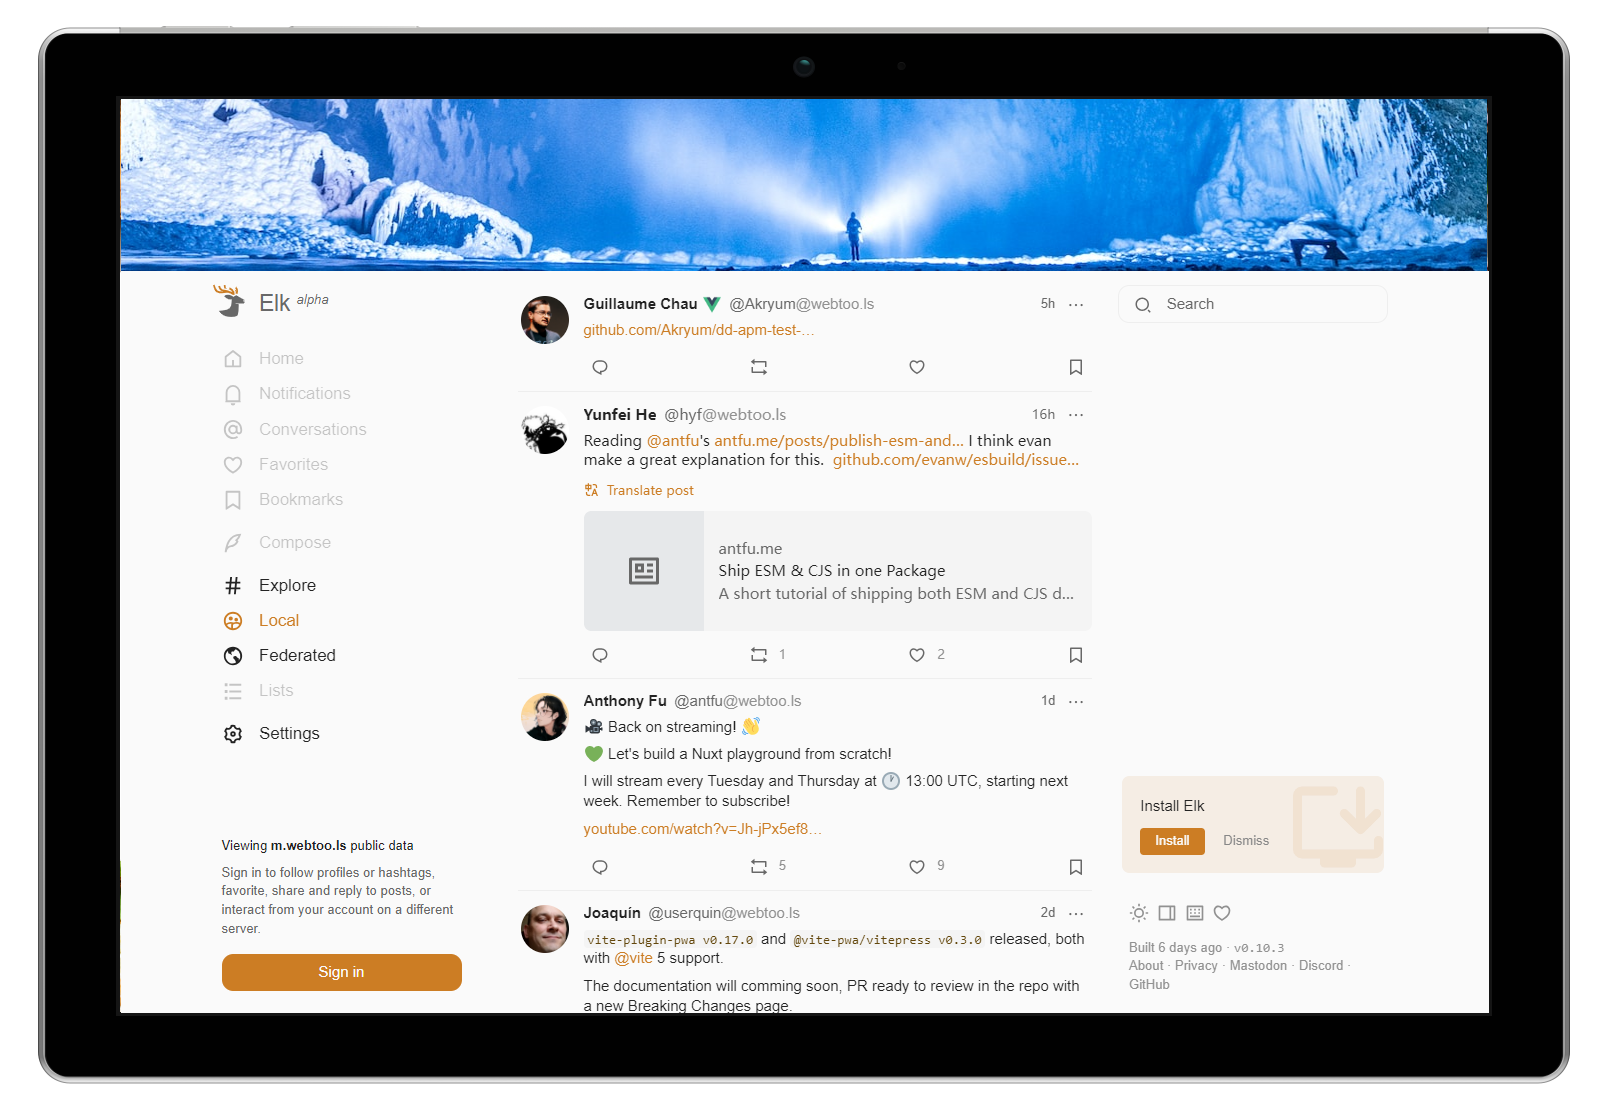 Elk alpha
Home
Notifications
Conversations
Favorites
Bookmarks
Compose
Explore
Local
Federated
Lists
Settings
Viewing m.webtoo.ls public data
Sign in to follow profiles or hashtags,
favorite, share and reply to posts, or
interact from your account on a different
server.
Sign in
Guillaume Chau @Akryum@webtoo.ls 5h
github.com/Akryum/dd-apm-test-...
Yunfei He @hyf@webtoo.ls 16h
Reading @antfu's antfu.me/posts/publish-esm-and... I think evan
make a great explanation for this. github.com/evanw/esbuild/issue...
Translate post
antfu.me
Ship ESM & CJS in one Package
A short tutorial of shipping both ESM and CJS d...
1 2
Anthony Fu @antfu@webtoo.ls 1d
🎥 Back on streaming! 👋
💚 Let's build a Nuxt playground from scratch!
I will stream every Tuesday and Thursday at 🕐 13:00 UTC, starting next
week. Remember to subscribe!
youtube.com/watch?v=Jh-jPx5ef8...
5 9
Joaquín @userquin@webtoo.ls 2d
vite-plugin-pwa v0.17.0 and @vite-pwa/vitepress v0.3.0 released, both
with @vite 5 support.
The documentation will comming soon, PR ready to review in the repo with
a new Breaking Changes page.
Search
Install Elk
Install Dismiss
Built 6 days ago · v0.10.3
About · Privacy · Mastodon · Discord ·
GitHub